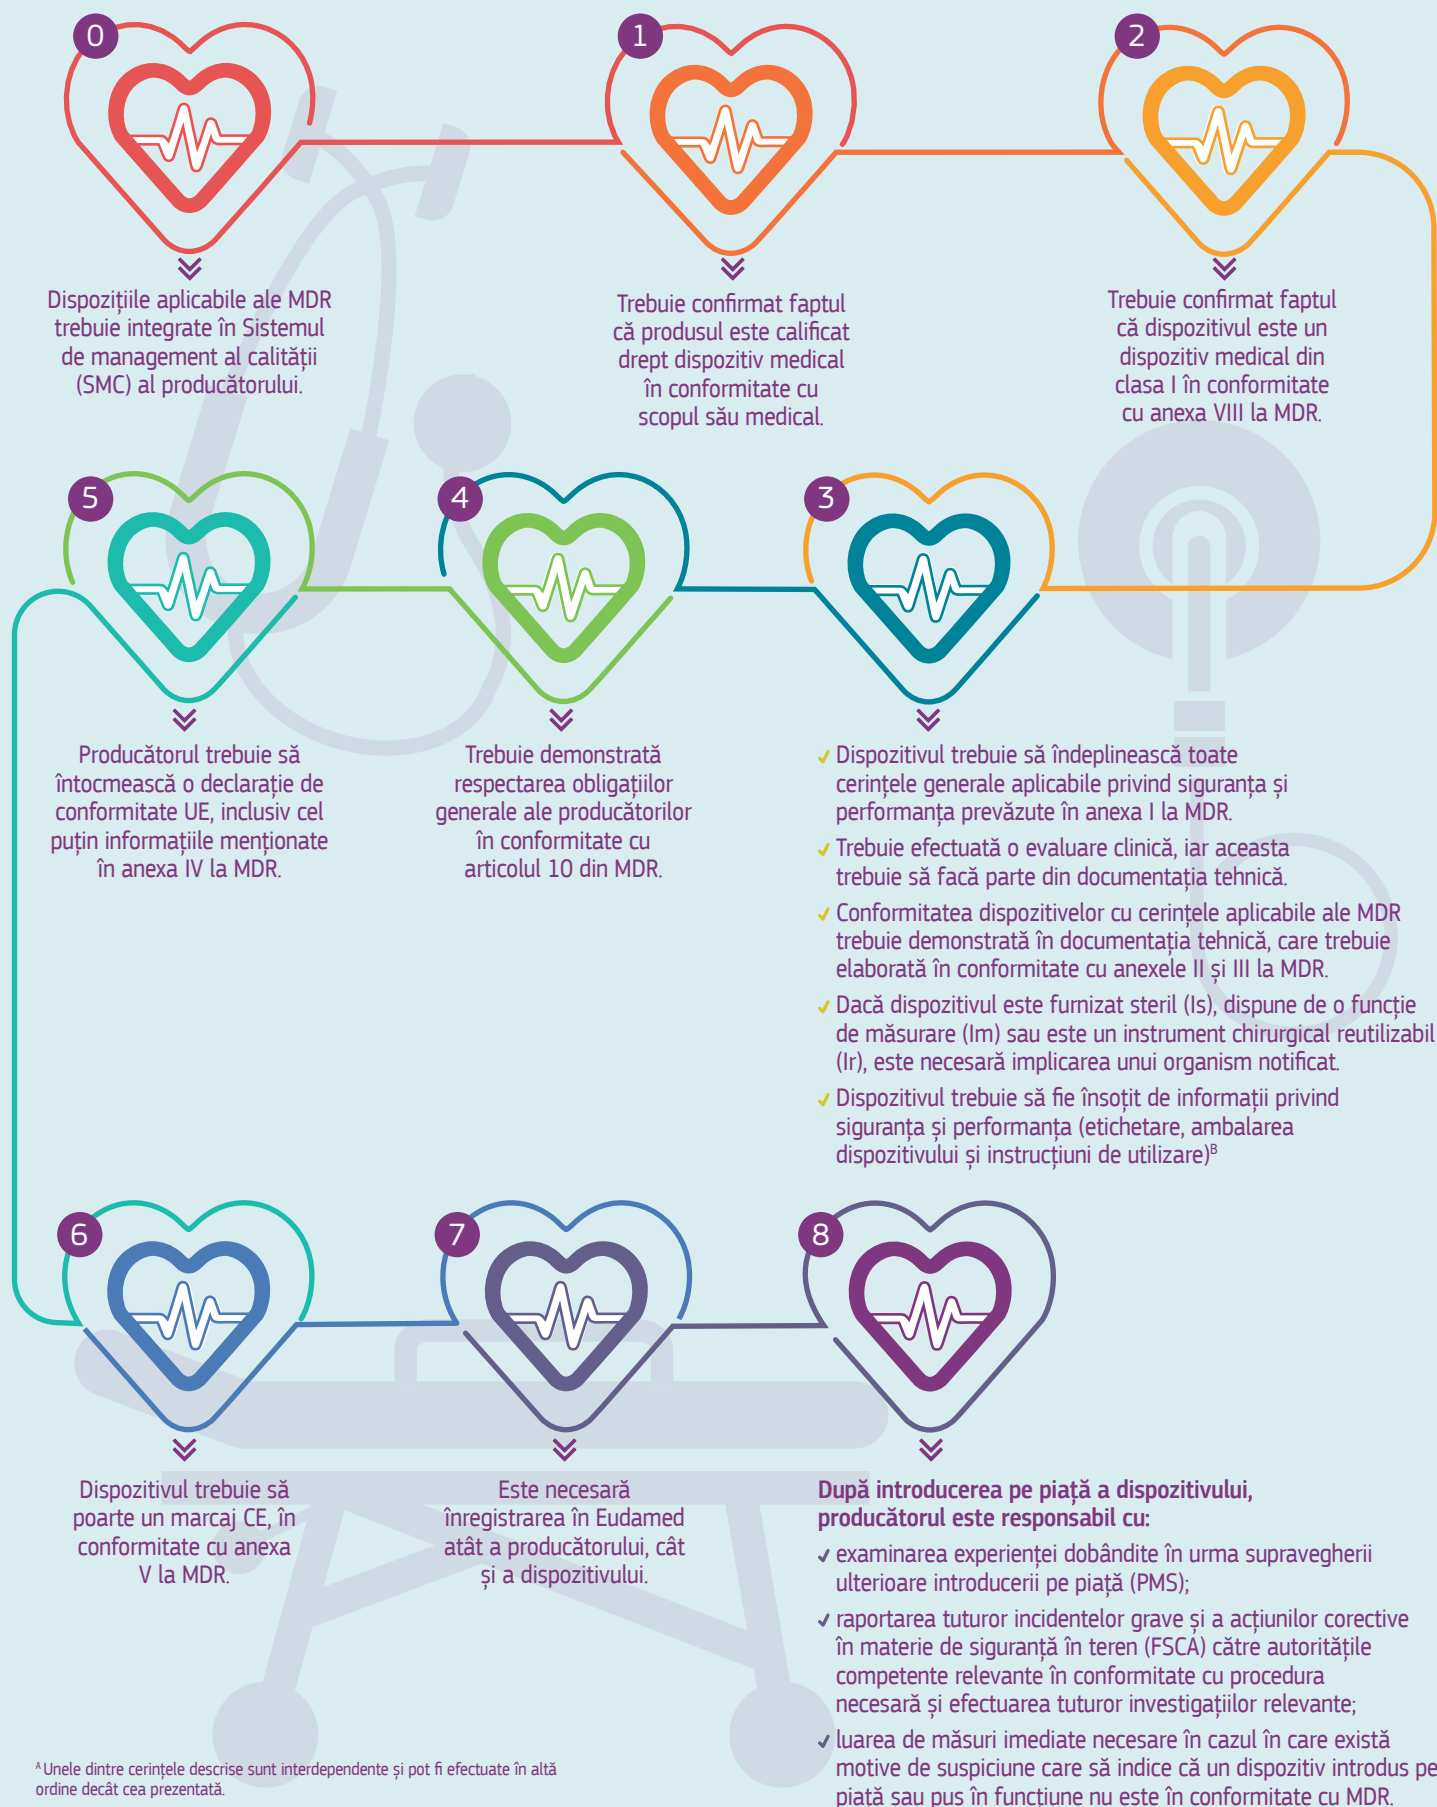 0
Dispozițiile aplicabile ale MDR
trebuie integrate în Sistemul
de management al calității
(SMC) al producătorului.
1
Trebuie confirmat faptul
că produsul este calificat
drept dispozitiv medical
în conformitate cu
scopul său medical.
2
Trebuie confirmat faptul
că dispozitivul este un
dispozitiv medical din
clasa I în conformitate
cu anexa VIII la MDR.
3
Dispozitivul trebuie să îndeplinească toate
cerințele generale aplicabile privind siguranța și
performanța prevăzute în anexa I la MDR.
Trebuie efectuată o evaluare clinică, iar aceasta
trebuie să facă parte din documentația tehnică.
Conformitatea dispozitivelor cu cerințele aplicabile ale MDR
trebuie demonstrată în documentația tehnică, care trebuie
elaborată în conformitate cu anexele II și III la MDR.
Dacă dispozitivul este furnizat steril (Is), dispune de o funcție
de măsurare (Im) sau este un instrument chirurgical reutilizabil
(Ir), este necesară implicarea unui organism notificat.
Dispozitivul trebuie să fie însoțit de informații privind
siguranța și performanța (etichetare, ambalarea
dispozitivului și instrucțiuni de utilizare)ᴮ
4
Trebuie demonstrată
respectarea obligațiilor
generale ale producătorilor
în conformitate cu
articolul 10 din MDR.
5
Producătorul trebuie să
întocmească o declarație de
conformitate UE, inclusiv cel
puțin informațiile menționate
în anexa IV la MDR.
6
Dispozitivul trebuie să
poarte un marcaj CE, în
conformitate cu anexa
V la MDR.
7
Este necesară
înregistrarea în Eudamed
atât a producătorului, cât
și a dispozitivului.
8
După introducerea pe piață a dispozitivului,
producătorul este responsabil cu:
examinarea experienței dobândite în urma supravegherii
ulterioare introducerii pe piață (PMS);
raportarea tuturor incidentelor grave și a acțiunilor corective
în materie de siguranță în teren (FSCA) către autoritățile
competente relevante în conformitate cu procedura
necesară și efectuarea tuturor investigațiilor relevante;
luarea de măsuri imediate necesare în cazul în care există
motive de suspiciune care să indice că un dispozitiv introdus pe
piață sau pus în funcțiune nu este în conformitate cu MDR.
ᴬ Unele dintre cerințele descrise sunt interdependente și pot fi efectuate în altă
ordine decât cea prezentată.